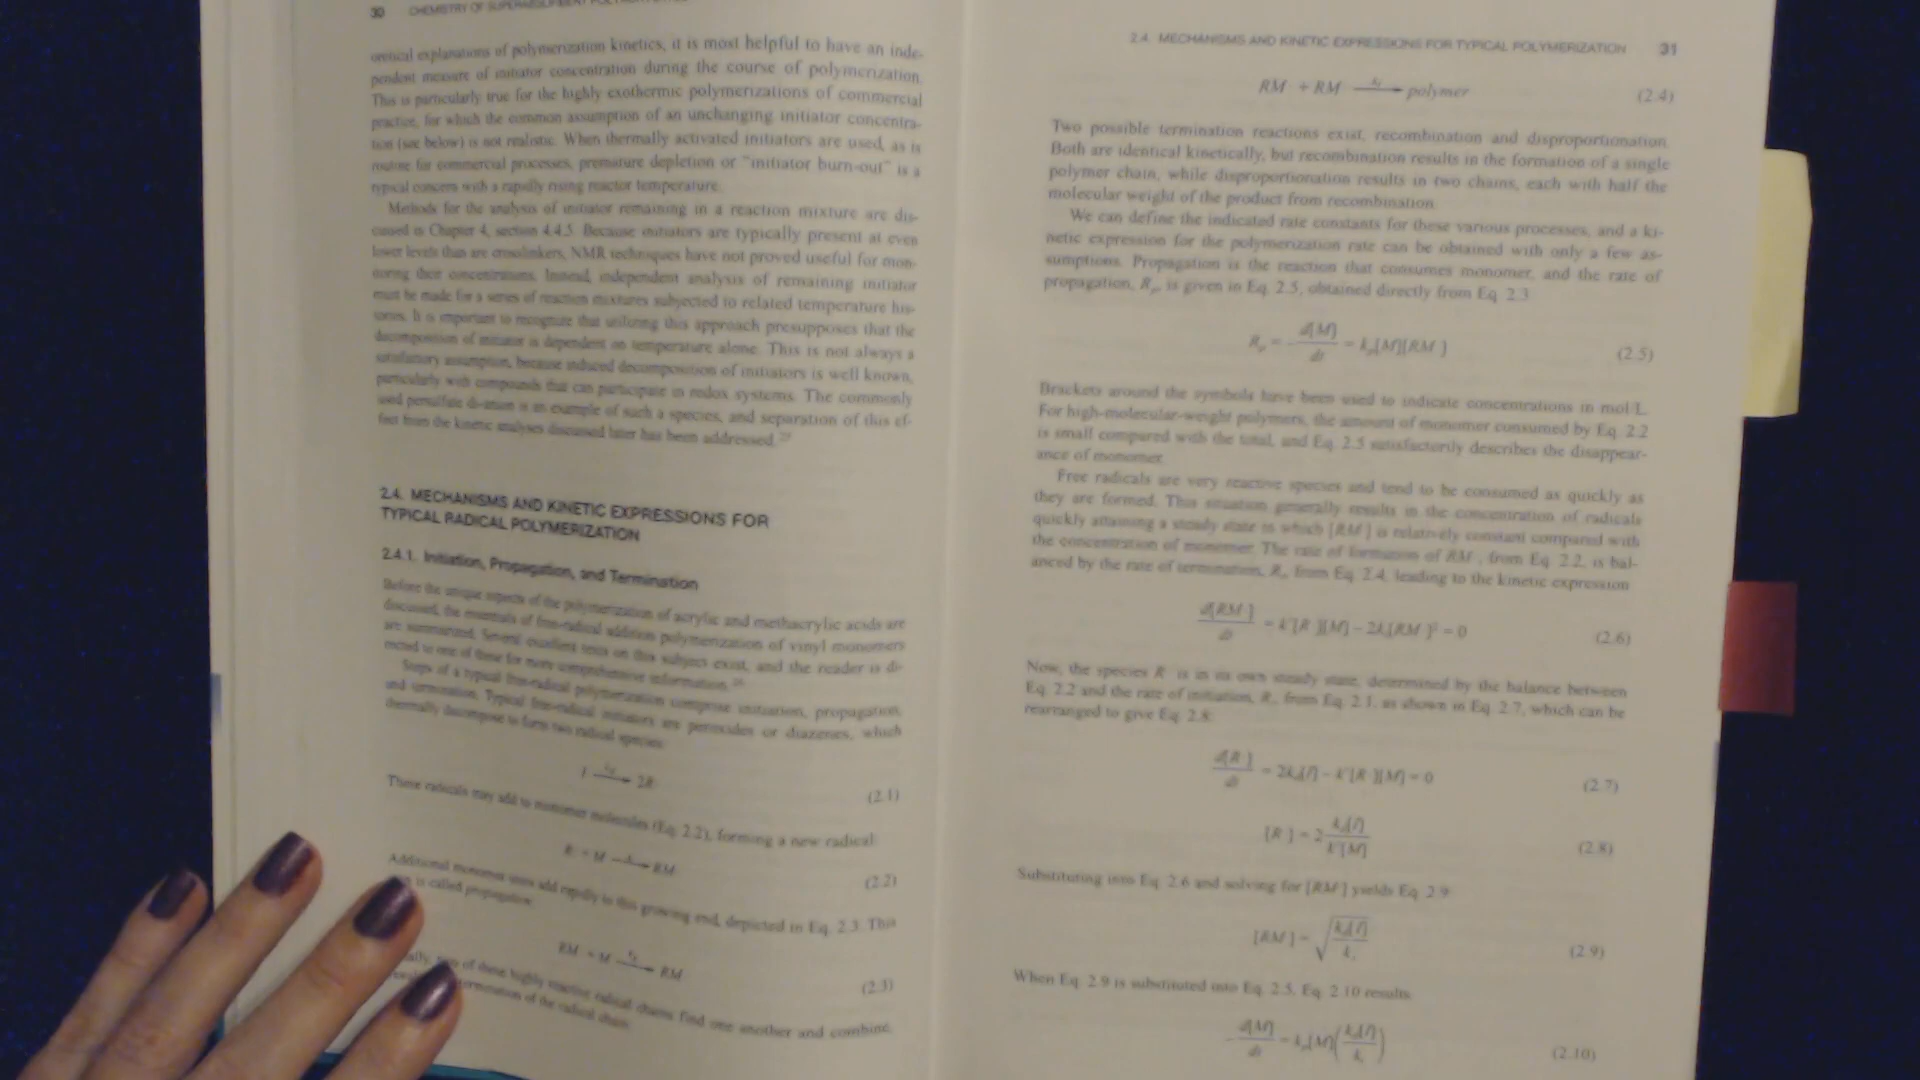 30 CHEMISTRY OF SUPERABSORBENT
oretical explanations of polymerization kinetics, it is most helpful to have an inde-
pendent measure of initiator concentration during the course of polymerization.
This is particularly true for the highly exothermic polymerizations of commercial
practice, for which the common assumption of an unchanging initiator concentra-
tion (see below) is not realistic. When thermally activated initiators are used, as is
routine for commercial processes, premature depletion or "initiator burn-out" is a
typical concern with a rapidly rising reactor temperature.
Methods for the analysis of initiator remaining in a reaction mixture are dis-
cussed in Chapter 4, section 4.4.5. Because initiators are typically present at even
lower levels than are crosslinkers, NMR techniques have not proved useful for mon-
itoring their concentrations. Instead, independent analysis of remaining initiator
must be made for a series of reaction mixtures subjected to related temperature his-
tories. It is important to recognize that utilizing this approach presupposes that the
decomposition of initiator is dependent on temperature alone. This is not always a
satisfactory assumption, because induced decomposition of initiators is well known,
particularly with compounds that can participate in redox systems. The commonly
used persulfate di-anion is an example of such a species, and separation of this ef-
fect from the kinetic analyses discussed later has been addressed.
2.4. MECHANISMS AND KINETIC EXPRESSIONS FOR
TYPICAL RADICAL POLYMERIZATION
2.4.1. Initiation, Propagation, and Termination
Before the unique aspects of the polymerization of acrylic and methacrylic acids are
discussed, the essentials of free-radical addition polymerization of vinyl monomers
are summarized. Several excellent texts on this subject exist, and the reader is di-
rected to one of these for more comprehensive information.
Steps of a typical free-radical polymerization comprise initiation, propagation,
and termination. Typical free-radical initiators are peroxides or diazenes, which
thermally decompose to form two radical species:
I → 2R· (2.1)
These radicals may add to monomer molecules (Eq. 2.2), forming a new radical:
R· + M → RM· (2.2)
Additional monomer units add rapidly to this growing end, depicted in Eq. 2.3. This
is called propagation.
RM· + M → RM· (2.3)
of these highly reactive radical chains find one another and combine,
termination of the radical chain:
2.4 MECHANISMS AND KINETIC EXPRESSIONS FOR TYPICAL POLYMERIZATION 31
RM· + RM· → polymer (2.4)
Two possible termination reactions exist, recombination and disproportionation.
Both are identical kinetically, but recombination results in the formation of a single
polymer chain, while disproportionation results in two chains, each with half the
molecular weight of the product from recombination.
We can define the indicated rate constants for these various processes, and a ki-
netic expression for the polymerization rate can be obtained with only a few as-
sumptions. Propagation is the reaction that consumes monomer, and the rate of
propagation, Rₚ, is given in Eq. 2.5, obtained directly from Eq. 2.3.
Rₚ = - d[M]/dt = kₚ[M][RM·] (2.5)
Brackets around the symbols have been used to indicate concentrations in mol/L.
For high-molecular-weight polymers, the amount of monomer consumed by Eq. 2.2
is small compared with the total, and Eq. 2.5 satisfactorily describes the disappear-
ance of monomer.
Free radicals are very reactive species and tend to be consumed as quickly as
they are formed. This situation generally results in the concentration of radicals
quickly attaining a steady state in which [RM·] is relatively constant compared with
the concentration of monomer. The rate of formation of RM·, from Eq. 2.2, is bal-
anced by the rate of termination, Rₜ, from Eq. 2.4, leading to the kinetic expression
d[RM·]/dt = k'[R·][M] - 2kₜ[RM·]² = 0 (2.6)
Now, the species R· is in its own steady state, determined by the balance between
Eq. 2.2 and the rate of initiation, Rᵢ, from Eq. 2.1, as shown in Eq. 2.7, which can be
rearranged to give Eq. 2.8:
d[R·]/dt = 2k_d[I] - k'[R·][M] = 0 (2.7)
[R·] = 2 k_d[I]/k'[M] (2.8)
Substituting into Eq. 2.6 and solving for [RM·] yields Eq. 2.9:
[RM·] = √(k_d[I]/kₜ) (2.9)
When Eq. 2.9 is substituted into Eq. 2.5, Eq. 2.10 results.
- d[M]/dt = kₚ[M](k_d[I]/kₜ) (2.10)